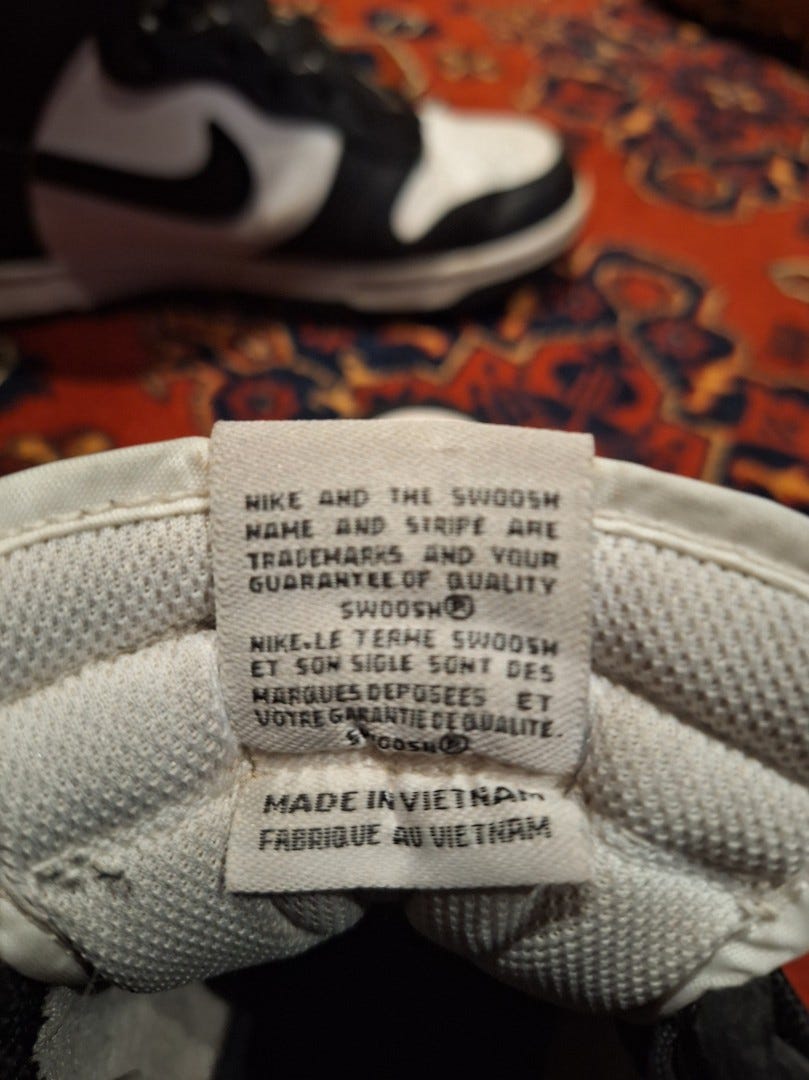 NIKE AND THE SWOOSH
NAME AND STRIPE ARE
TRADEMARKS AND YOUR
GUARANTEE OF QUALITY
SWOOSH®
NIKE, LE TERME SWOOSH
ET SON SIGLE SONT DES
MARQUES DEPOSEES ET
VOTRE GARANTIE DE QUALITE.
SWOOSH®
MADE IN VIETNAM
FABRIQUE AU VIETNAM